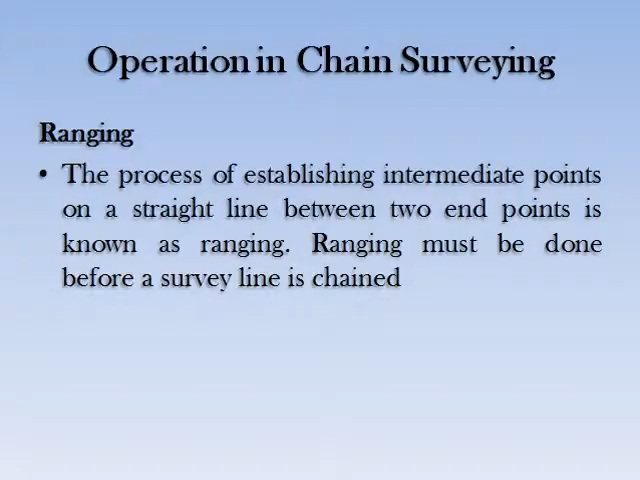 Operation in Chain Surveying
Ranging
• The process of establishing intermediate points
on a straight line between two end points is
known as ranging. Ranging must be done
before a survey line is chained